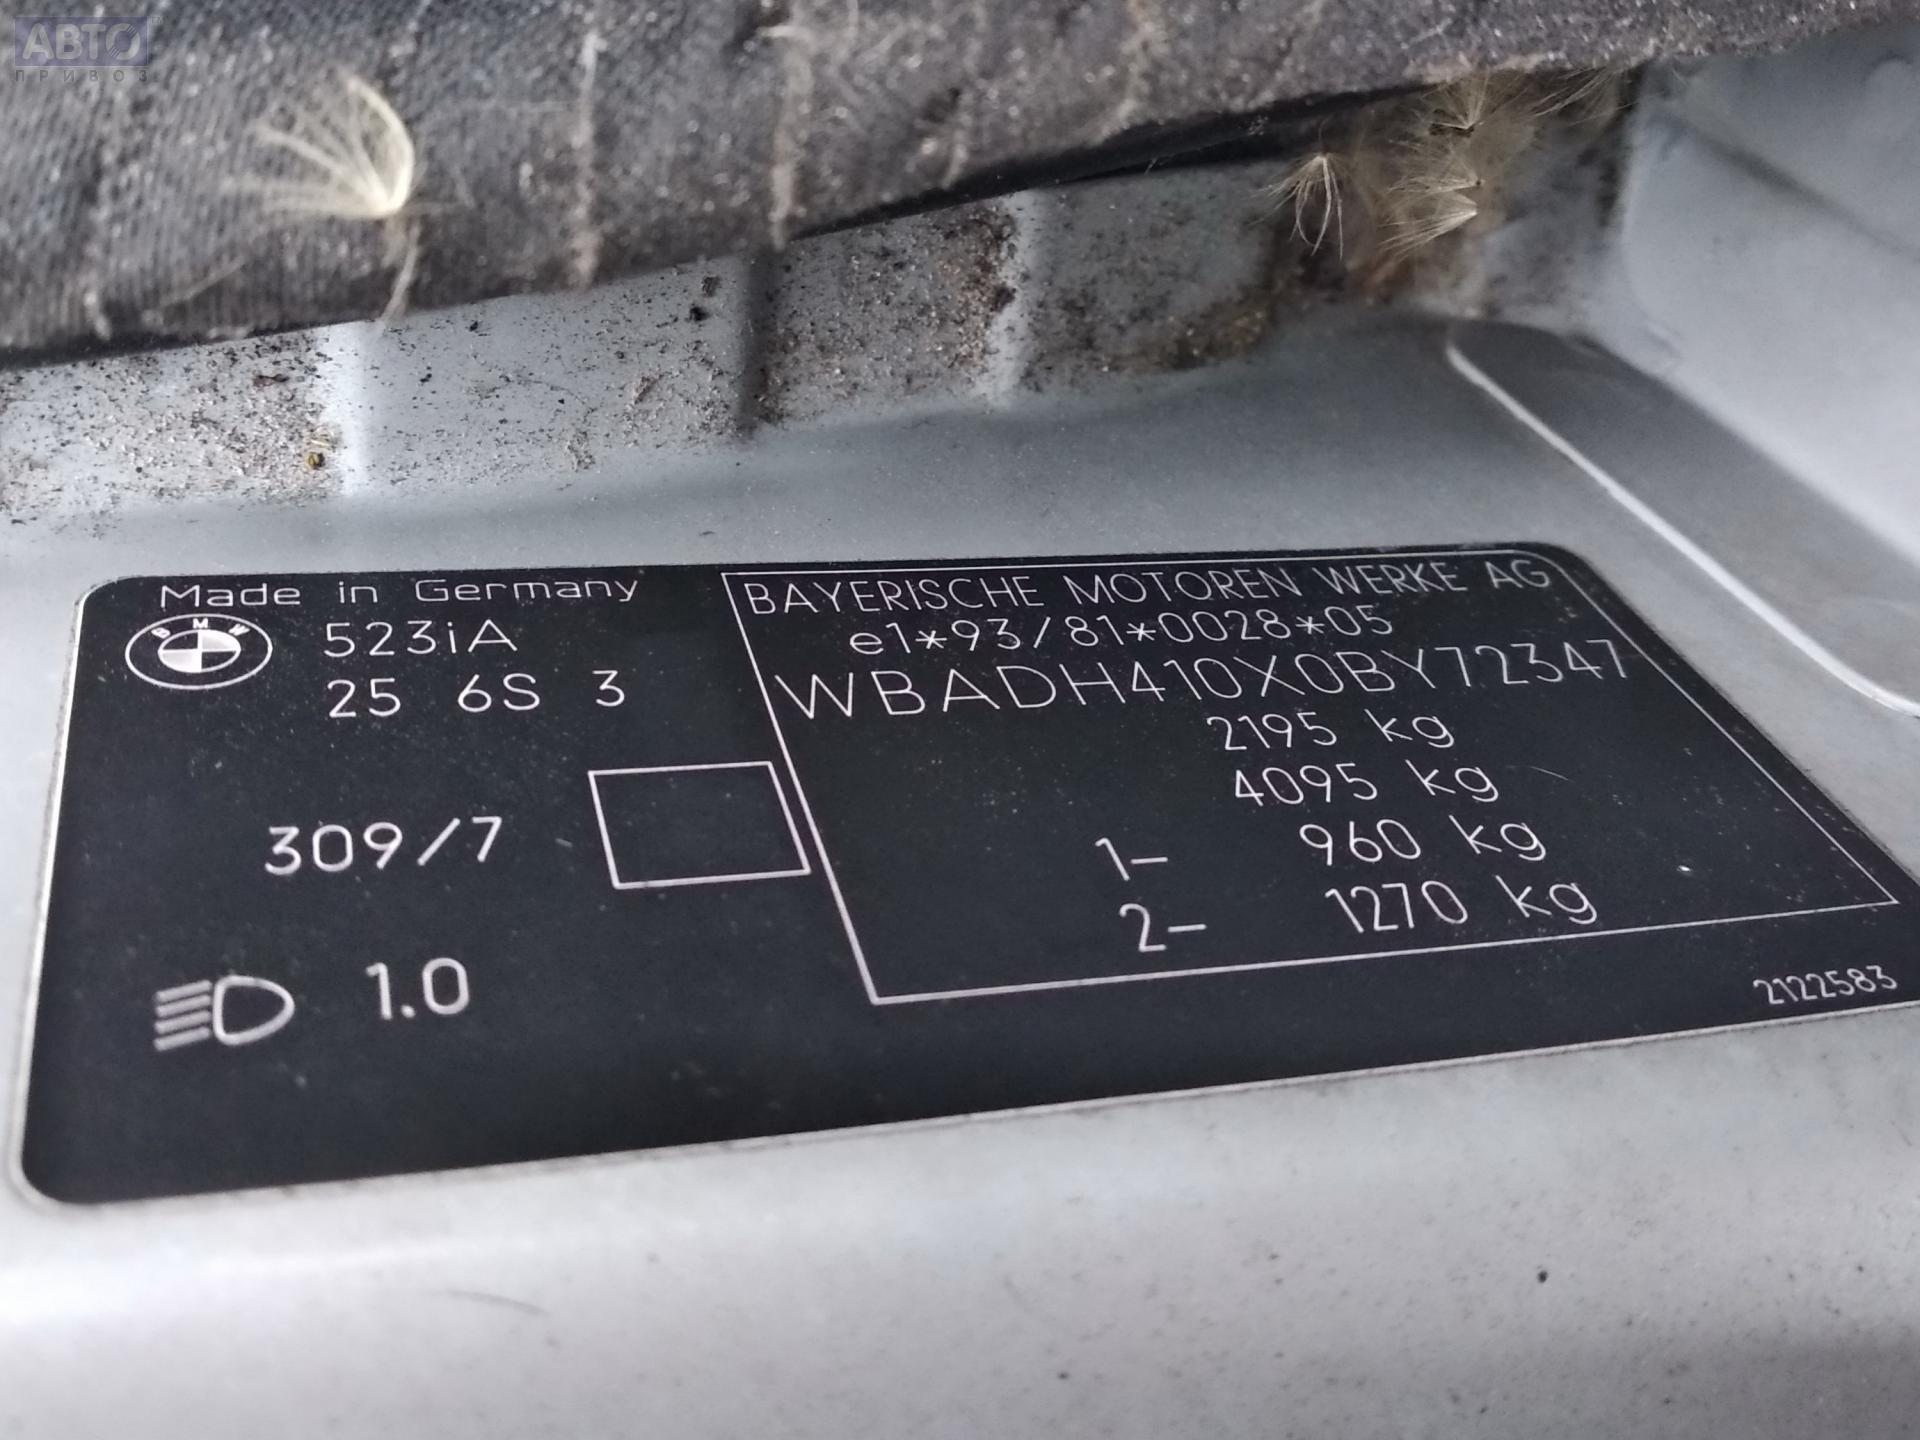 АВТО
ПРИВОЗ
Made in Germany
BMW
523iA
25 6S 3
309/7
1.0
BAYERISCHE MOTOREN WERKE AG
e1*93/81*0028*05
WBADH410X0BY72347
2195 kg
4095 kg
1- 960 kg
2- 1270 kg
2122583